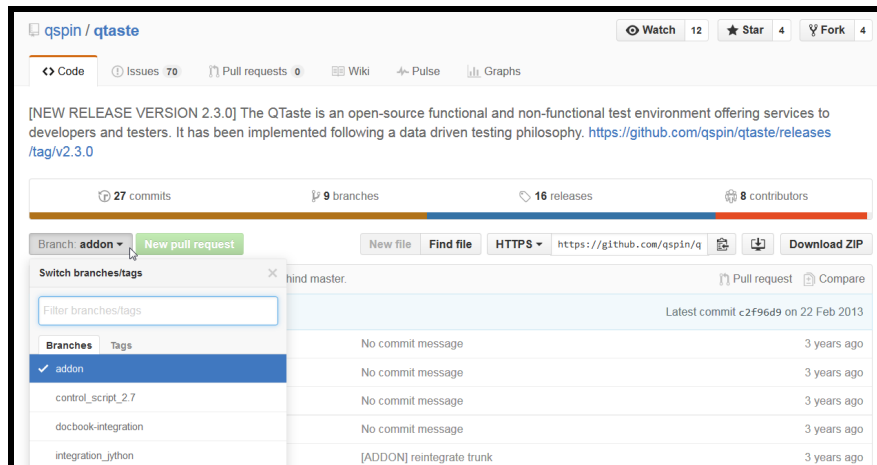 qspin / qtaste
Watch 12 Star 4 Fork 4
Code Issues 70 Pull requests 0 Wiki Pulse Graphs
[NEW RELEASE VERSION 2.3.0] The QTaste is an open-source functional and non-functional test environment offering services to
developers and testers. It has been implemented following a data driven testing philosophy. https://github.com/qspin/qtaste/releases
/tag/v2.3.0
27 commits 9 branches 16 releases 8 contributors
Branch: addon New pull request New file Find file HTTPS https://github.com/qspin/q Download ZIP
Switch branches/tags
hind master. Pull request Compare
Filter branches/tags
Latest commit c2f96d9 on 22 Feb 2013
Branches Tags
No commit message 3 years ago
addon
No commit message 3 years ago
control_script_2.7
No commit message 3 years ago
docbook-integration
No commit message 3 years ago
integration_jython
[ADDON] reintegrate trunk 3 years ago